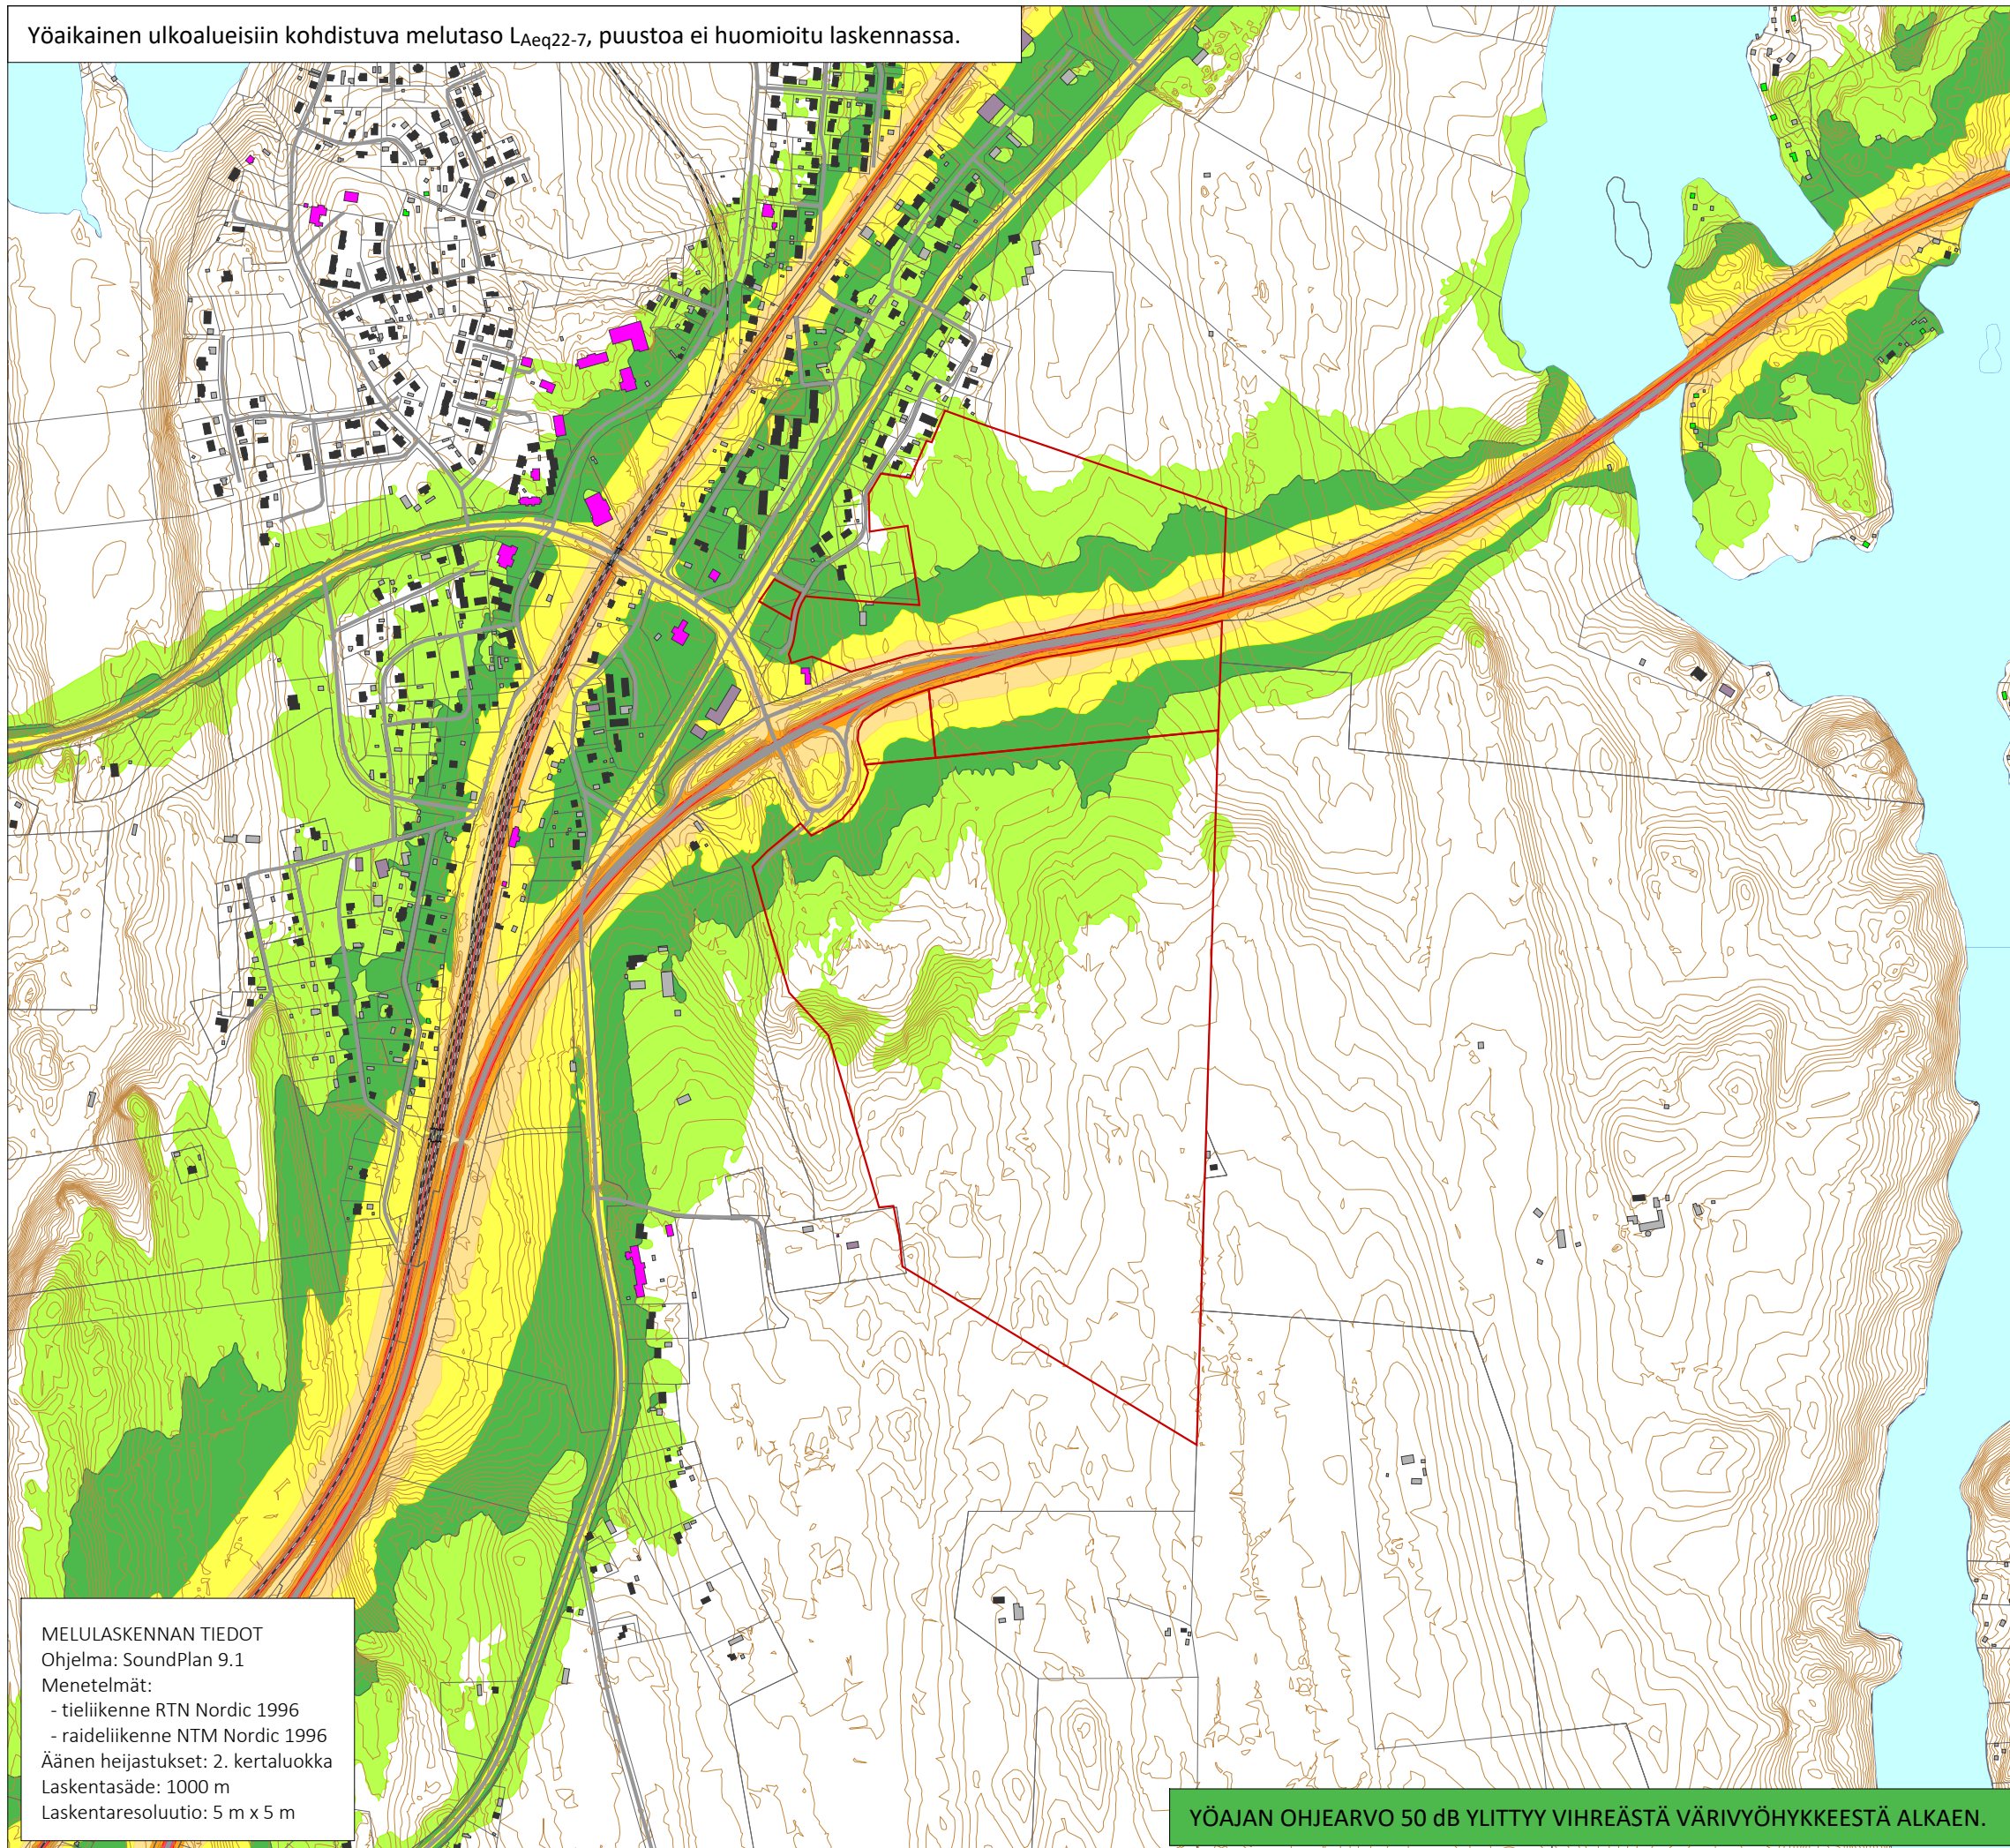 Yöaikainen ulkoalueisiin kohdistuva melutaso LAeq22-7, puustoa ei huomioitu laskennassa.
MELULASKENNAN TIEDOT
Ohjelma: SoundPlan 9.1
Menetelmät:
- tieliikenne RTN Nordic 1996
- raideliikenne NTM Nordic 1996
Äänen heijastukset: 2. kertaluokka
Laskentasäde: 1000 m
Laskentaresoluutio: 5 m x 5 m
YÖAJAN OHJEARVO 50 dB YLITTYY VIHREÄSTÄ VÄRIVYÖHYKKEESTÄ ALKAEN.